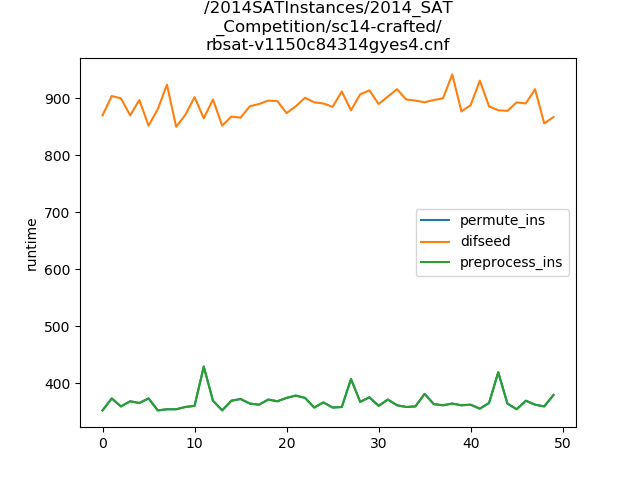 /2014SATInstances/2014_SAT
_Competition/sc14-crafted/
rbsat-v1150c84314gyes4.cnf
900
800
700
600
500
400
runtime
permute_ins
difseed
preprocess_ins
0
10
20
30
40
50